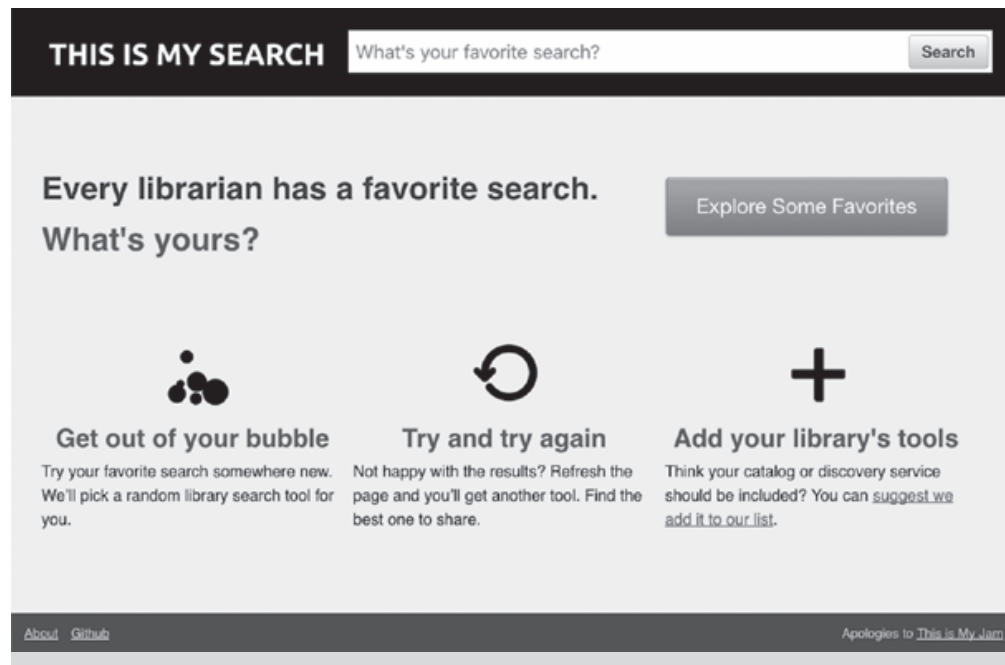 THIS IS MY SEARCH
What's your favorite search?
Search
Every librarian has a favorite search.
What's yours?
Explore Some Favorites
Get out of your bubble
Try your favorite search somewhere new.
We'll pick a random library search tool for
you.
Try and try again
Not happy with the results? Refresh the
page and you'll get another tool. Find the
best one to share.
Add your library's tools
Think your catalog or discovery service
should be included? You can suggest we
add it to our list.
About Github
Apologies to This is My Jam